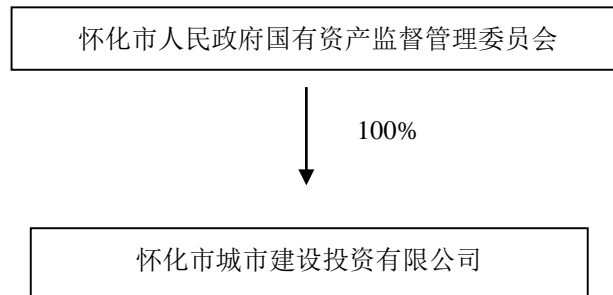 怀化市人民政府国有资产监督管理委员会
100%
怀化市城市建设投资有限公司